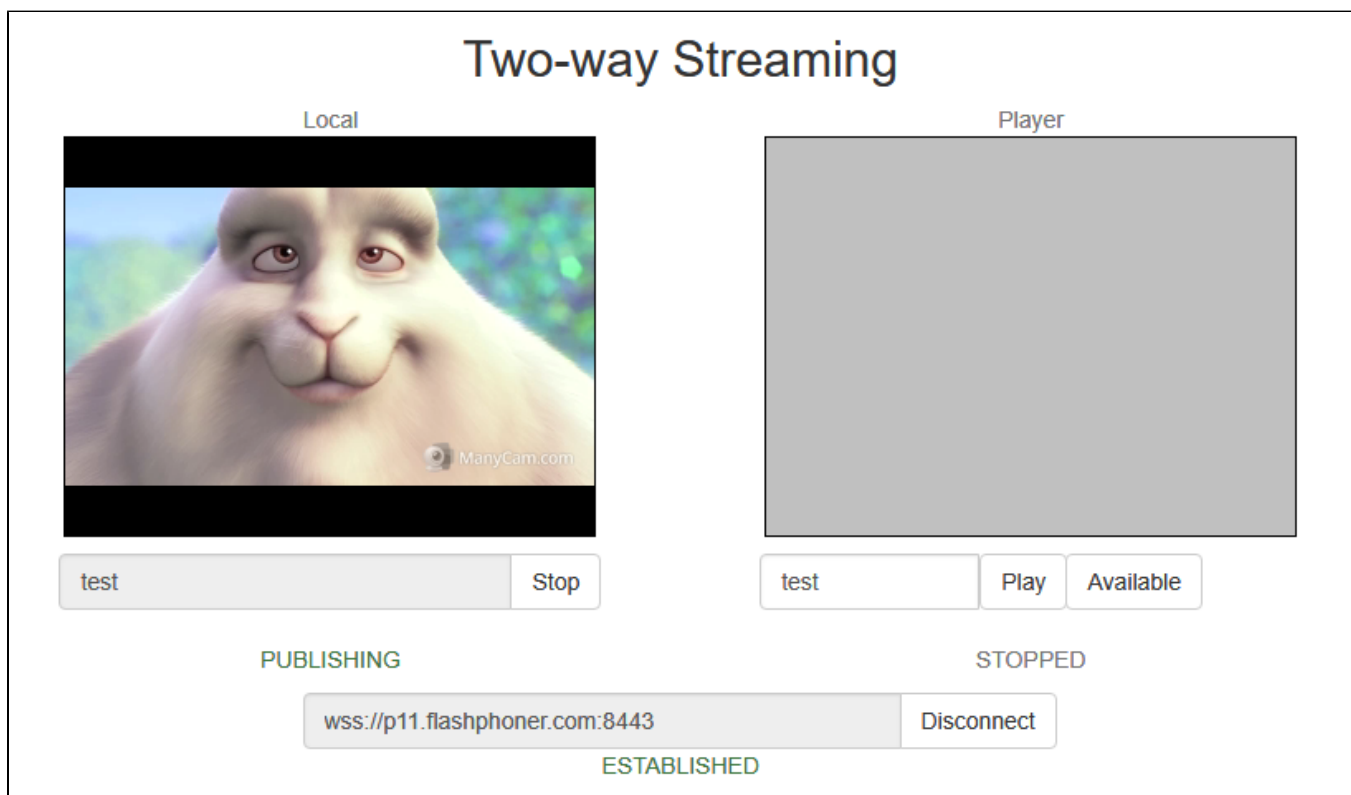 Two-way Streaming
Local
Player
ManyCam.com
test
Stop
test
Play
Available
PUBLISHING
STOPPED
wss://p11.flashphoner.com:8443
Disconnect
ESTABLISHED